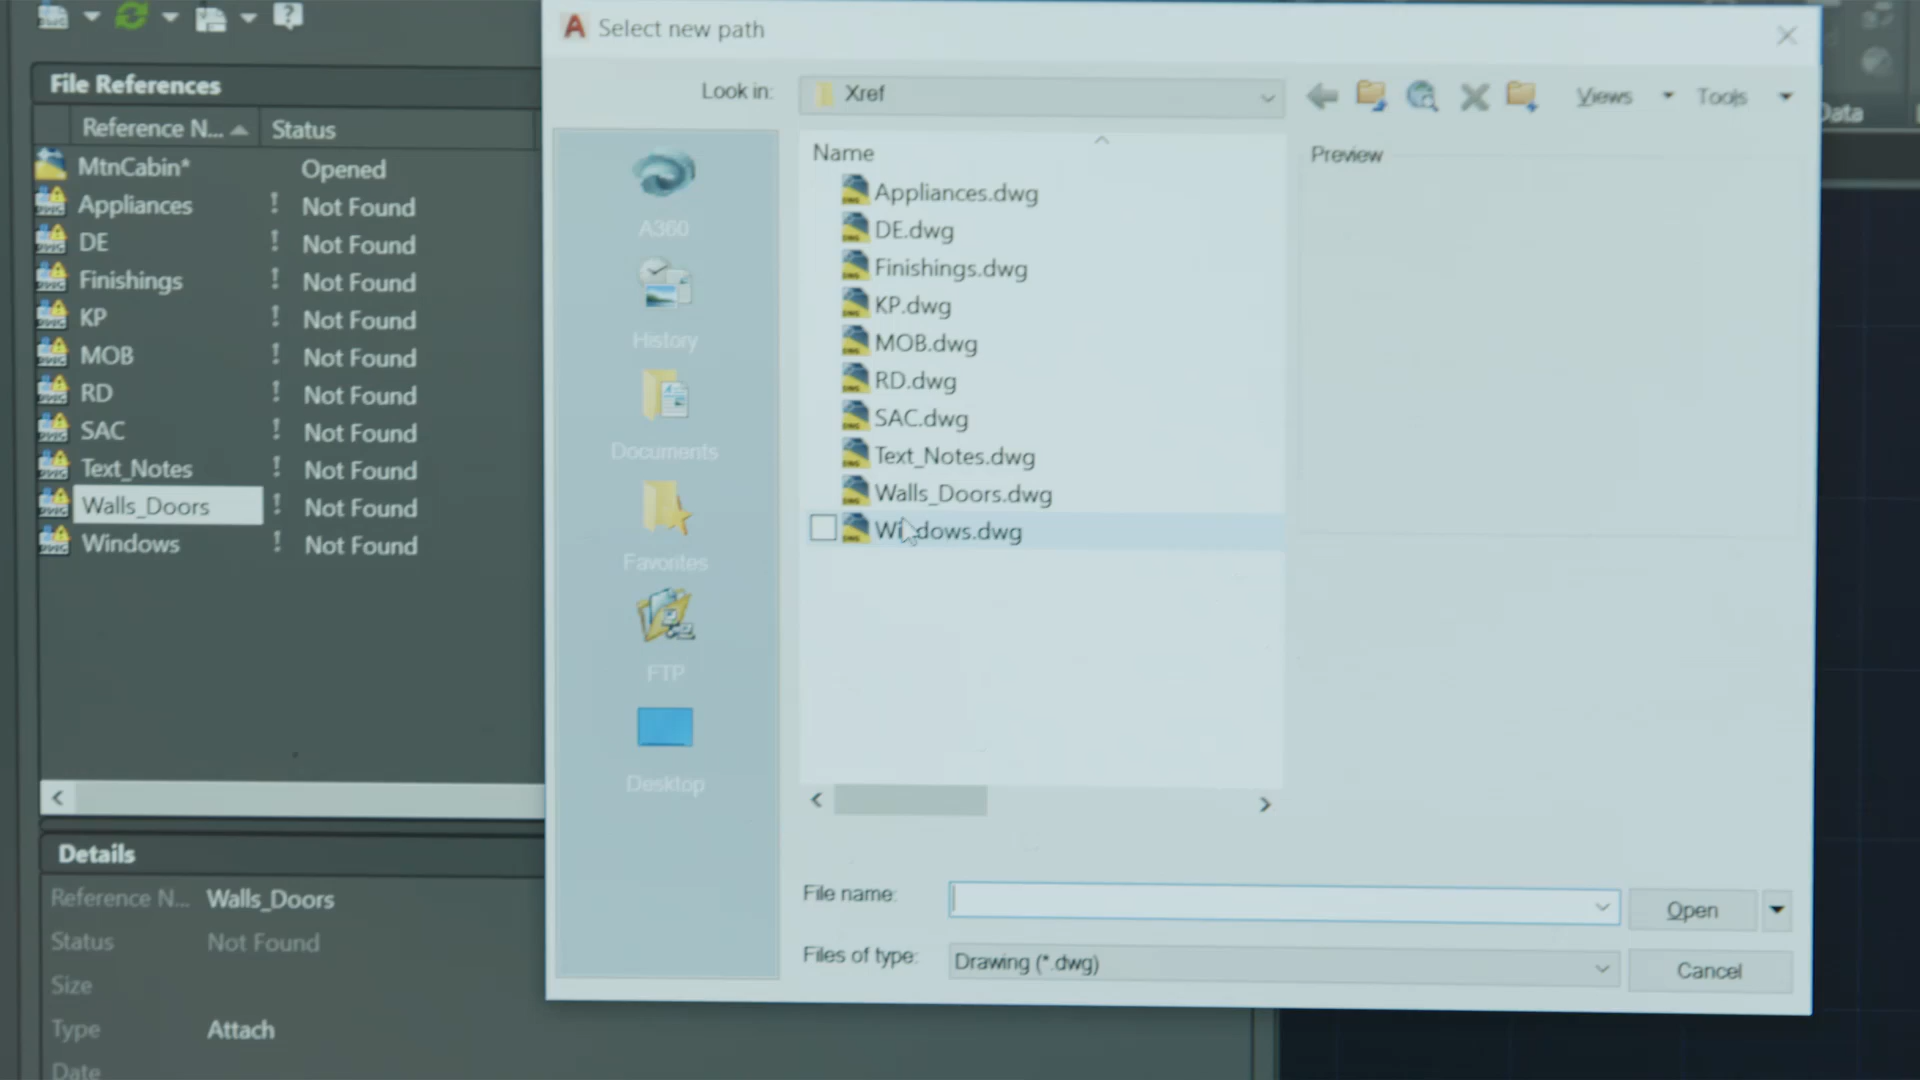 File References
Reference N... Status
MtnCabin* Opened
Appliances ! Not Found
DE ! Not Found
Finishings ! Not Found
KP ! Not Found
MOB ! Not Found
RD ! Not Found
SAC ! Not Found
Text_Notes ! Not Found
Walls_Doors ! Not Found
Windows ! Not Found
Details
Reference N... Walls_Doors
Status Not Found
Size
Type Attach
Date
A Select new path
Look in: Xref
Views Tools
A360
History
Documents
Favorites
FTP
Desktop
Name
Appliances.dwg
DE.dwg
Finishings.dwg
KP.dwg
MOB.dwg
RD.dwg
SAC.dwg
Text_Notes.dwg
Walls_Doors.dwg
Windows.dwg
Preview
File name:
Open
Files of type: Drawing (*.dwg)
Cancel
Data